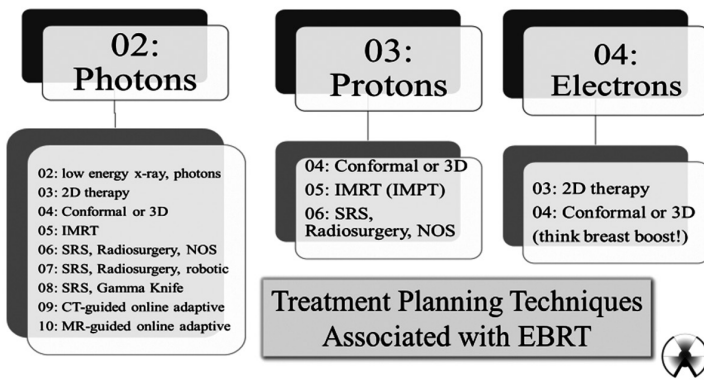 02:
Photons
02: low energy x-ray, photons
03: 2D therapy
04: Conformal or 3D
05: IMRT
06: SRS, Radiosurgery, NOS
07: SRS, Radiosurgery, robotic
08: SRS, Gamma Knife
09: CT-guided online adaptive
10: MR-guided online adaptive
03:
Protons
04: Conformal or 3D
05: IMRT (IMPT)
06: SRS,
Radiosurgery, NOS
04:
Electrons
03: 2D therapy
04: Conformal or 3D
(think breast boost!)
Treatment Planning Techniques
Associated with EBRT